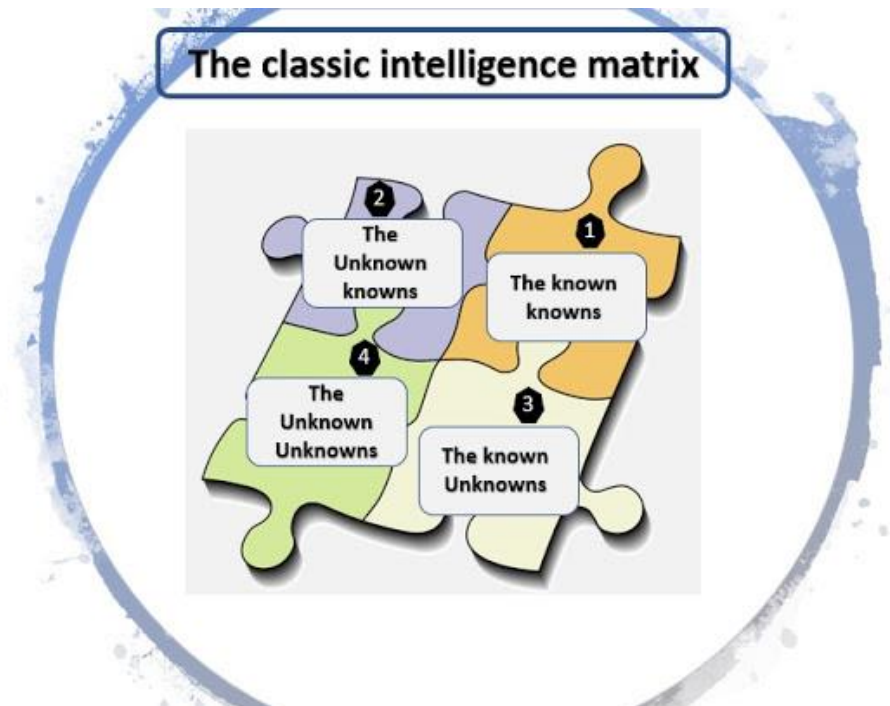 The classic intelligence matrix
2
The
Unknown
knowns
1
The known
knowns
4
The
Unknown
Unknowns
3
The known
Unknowns